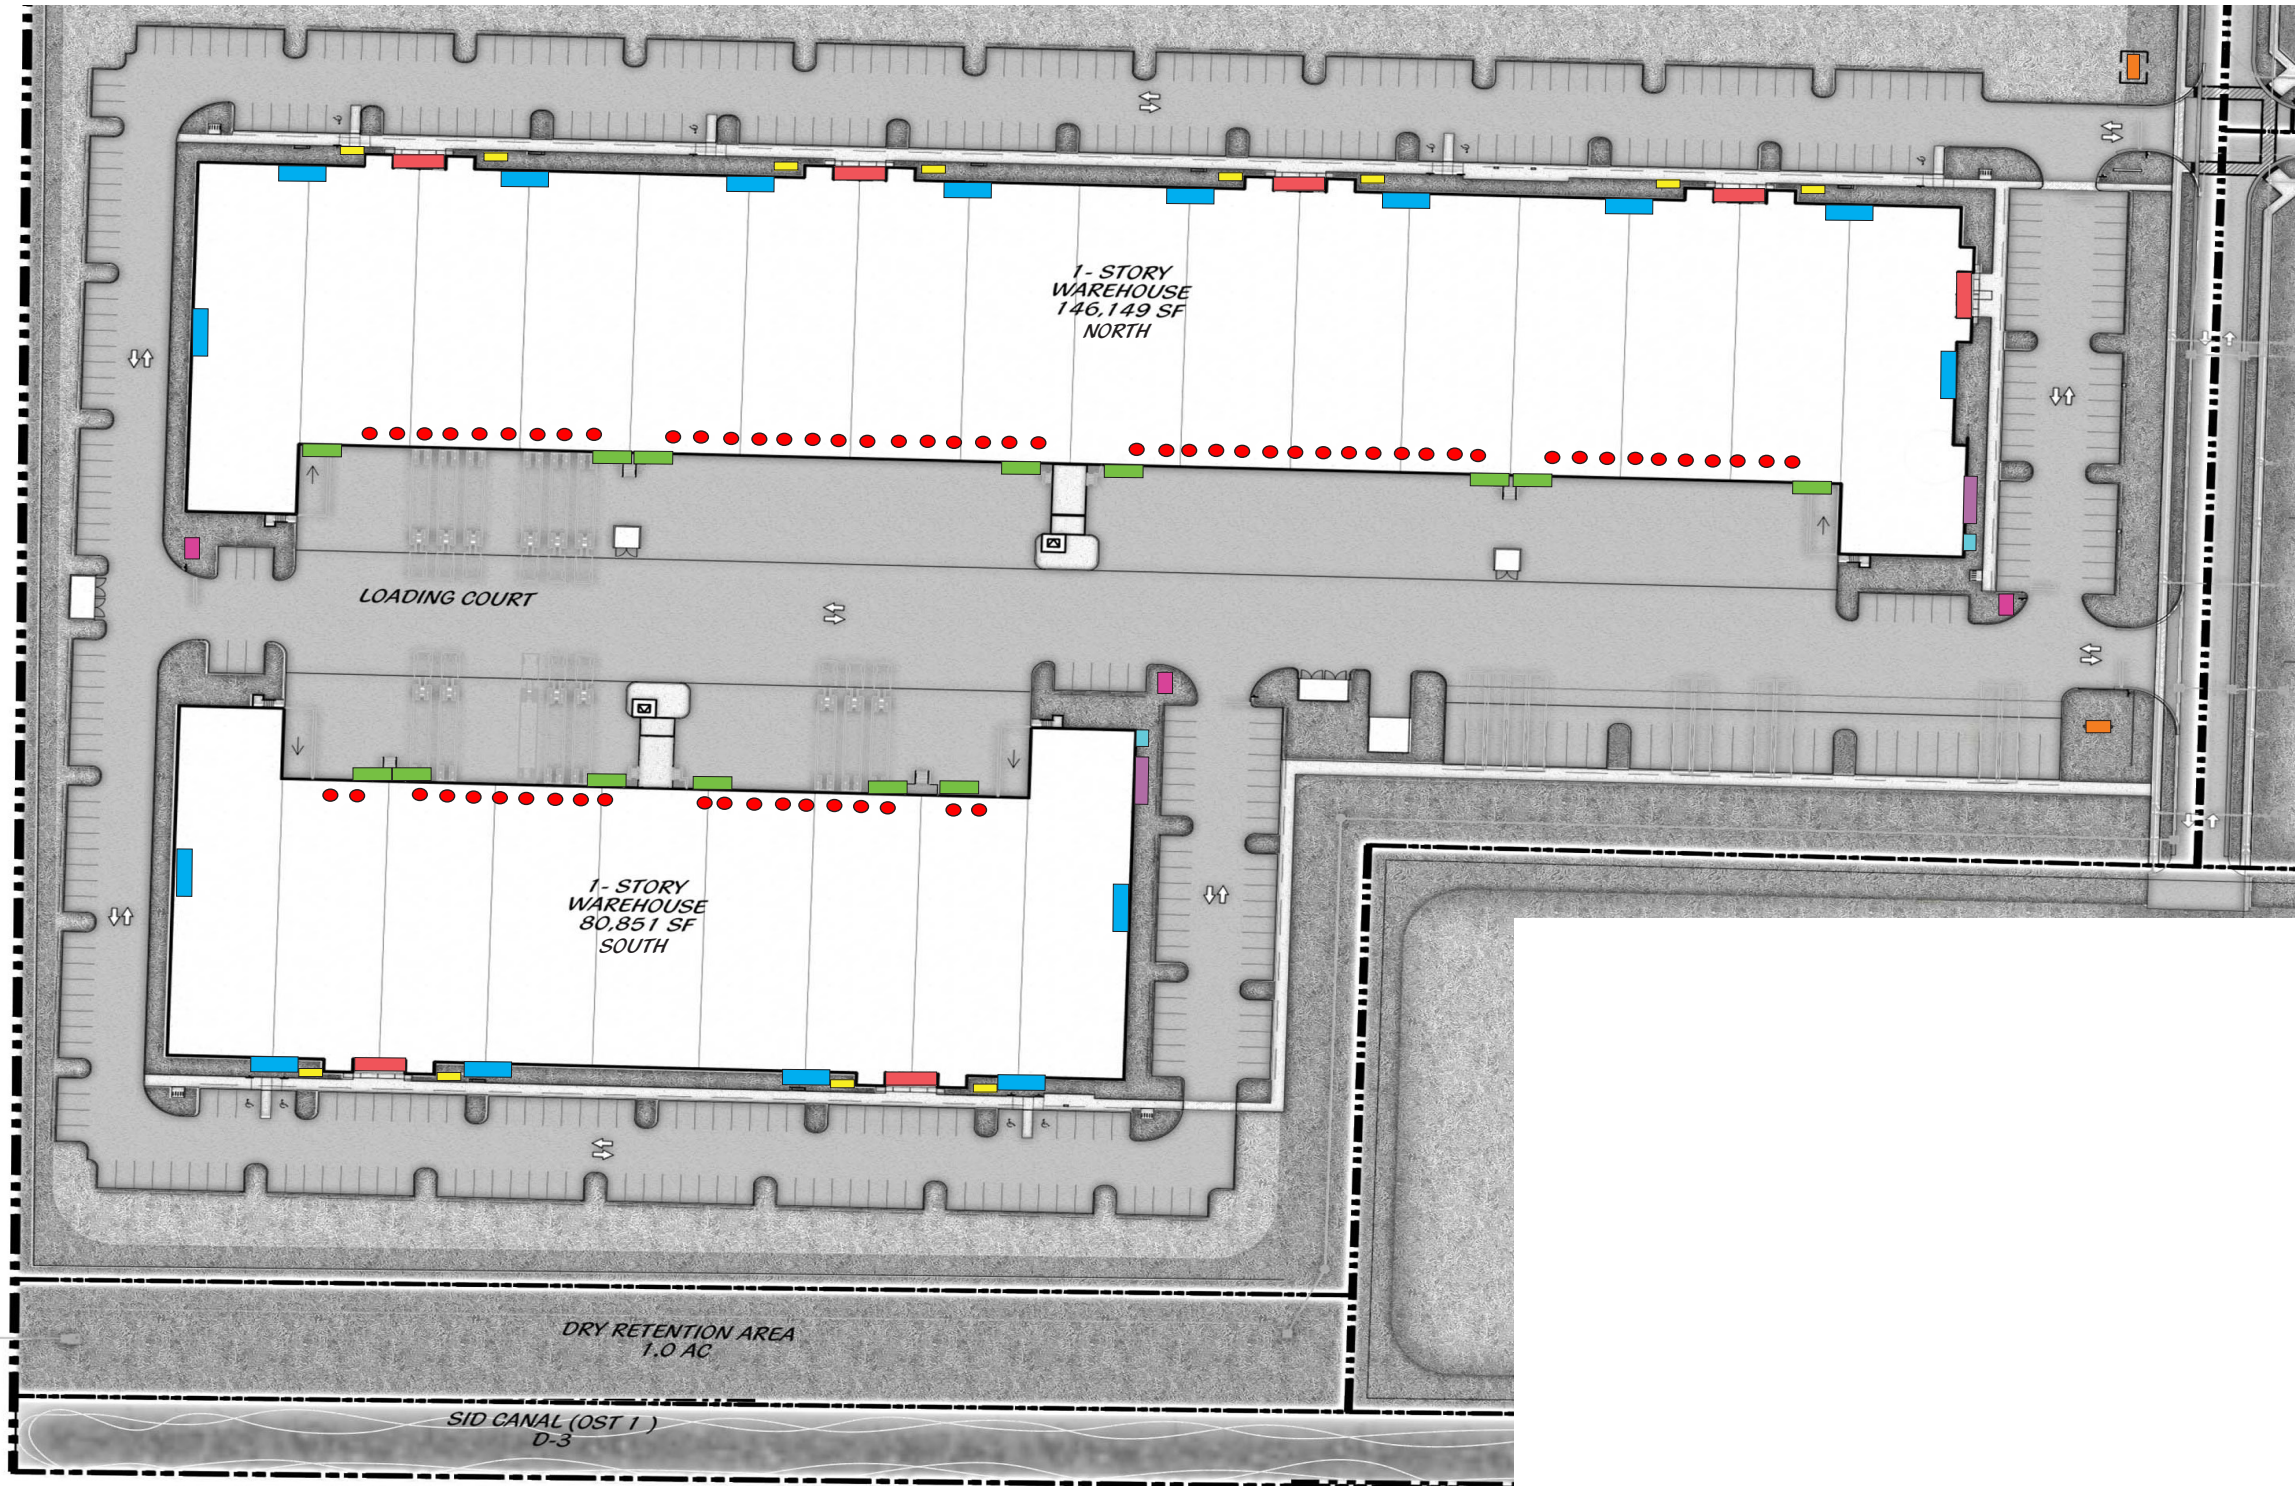 1- STORY
WAREHOUSE
146,149 SF
NORTH
LOADING COURT
1- STORY
WAREHOUSE
80,851 SF
SOUTH
DRY RETENTION AREA
1.0 AC
SID CANAL (OST 1 )
D-3